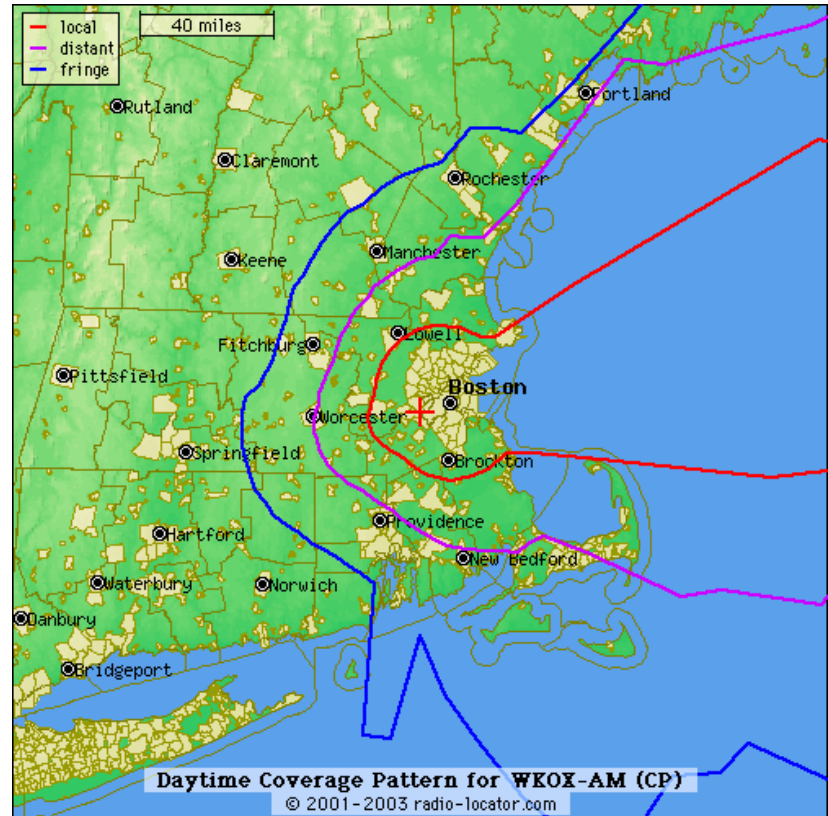 local
distant
fringe
40 miles
Portland
Rutland
Claremont
Rochester
Manchester
Keene
Lowell
Fitchburg
Pittsfield
Boston
Worcester
Springfield
Brockton
Providence
Hartford
New Bedford
Waterbury
Norwich
Danbury
Bridgeport
Daytime Coverage Pattern for WKOX-AM (CP)
© 2001-2003 radio-locator.com